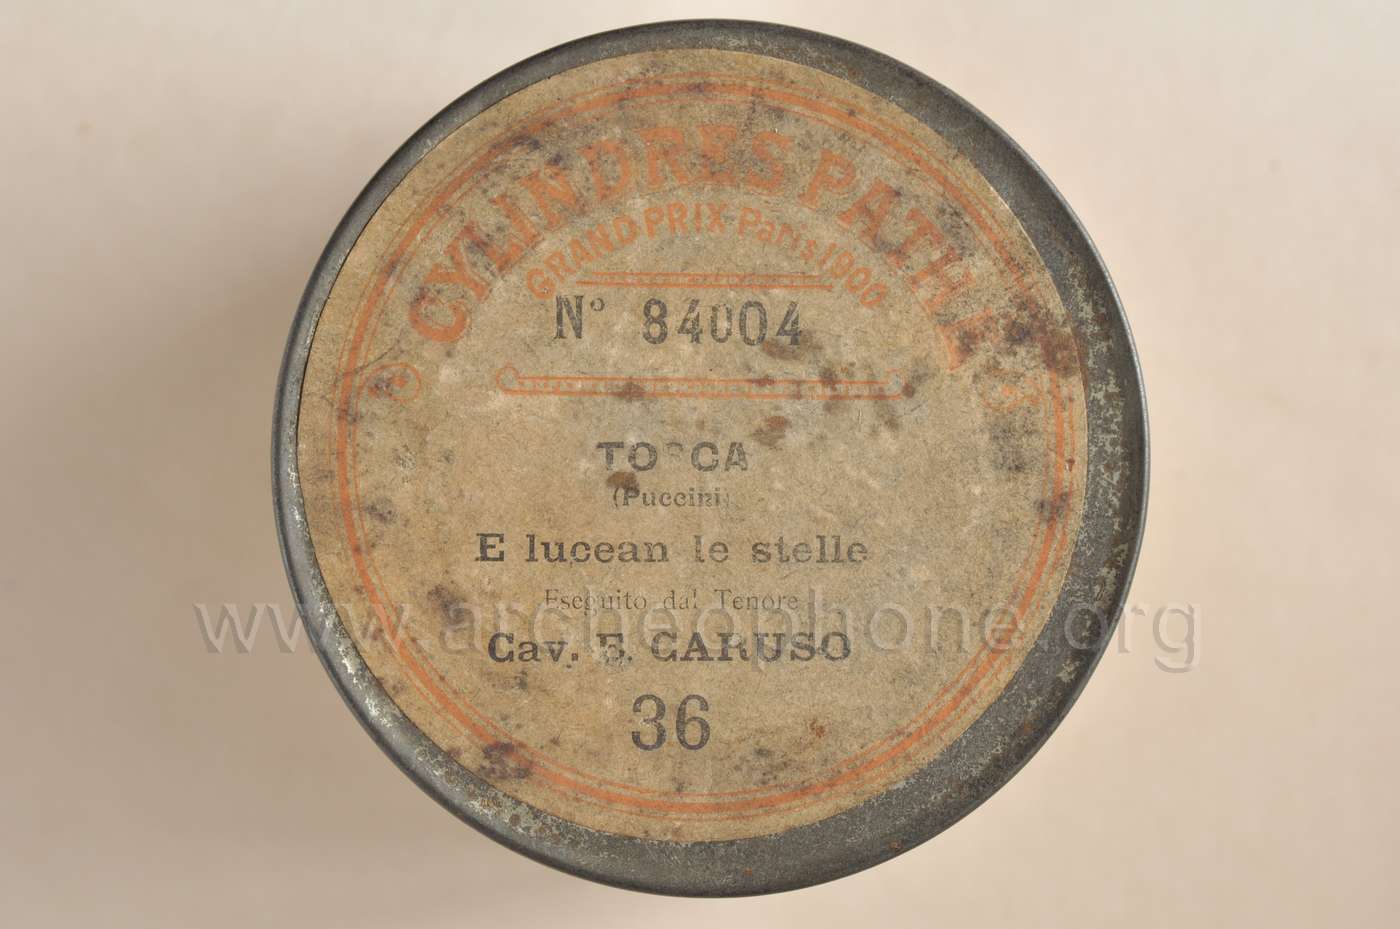 CYLINDRES PATHÉ
GRAND PRIX Paris 1900
N° 84004
TOSCA
(Puccini)
E lucean le stelle
Eseguito dal Tenore
Cav. E. CARUSO
36
www.archeophone.org